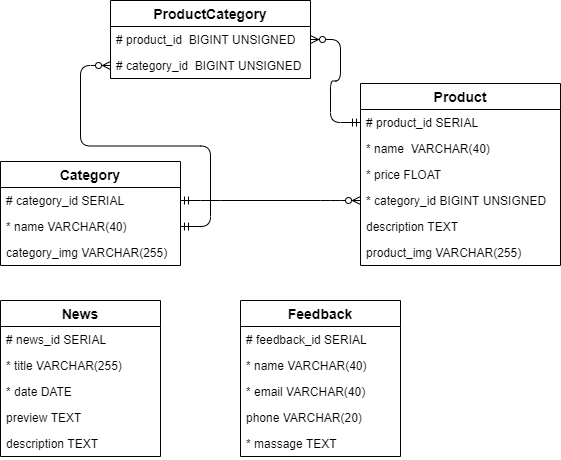 ProductCategory
# product_id  BIGINT UNSIGNED
# category_id  BIGINT UNSIGNED
Product
# product_id SERIAL
* name  VARCHAR(40)
* price FLOAT
* category_id BIGINT UNSIGNED
description TEXT
product_img VARCHAR(255)
Category
# category_id SERIAL
* name VARCHAR(40)
category_img VARCHAR(255)
News
# news_id SERIAL
* title VARCHAR(255)
* date DATE
preview TEXT
description TEXT
Feedback
# feedback_id SERIAL
* name VARCHAR(40)
* email VARCHAR(40)
phone VARCHAR(20)
* massage TEXT